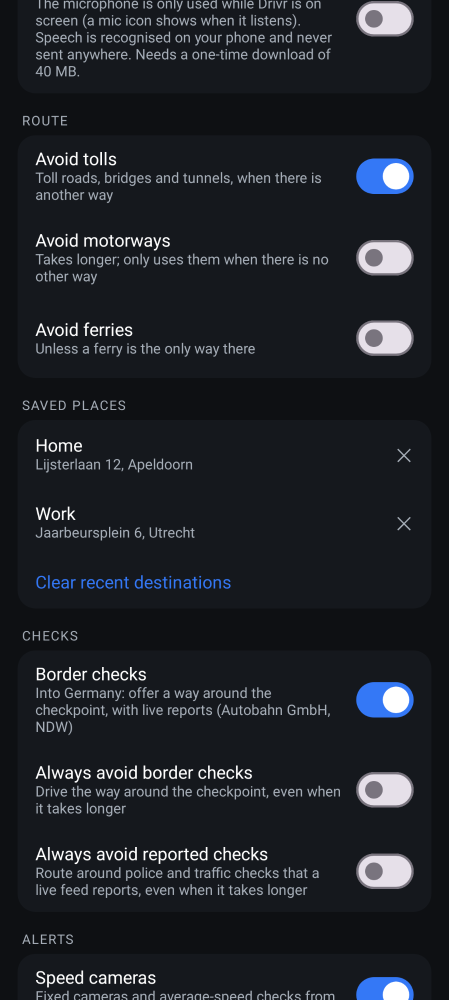 The microphone is only used while Drivr is on
screen (a mic icon shows when it listens).
Speech is recognised on your phone and never
sent anywhere. Needs a one-time download of
40 MB.
ROUTE
Avoid tolls
Toll roads, bridges and tunnels, when there is
another way
Avoid motorways
Takes longer; only uses them when there is no
other way
Avoid ferries
Unless a ferry is the only way there
SAVED PLACES
Home
Lijsterlaan 12, Apeldoorn
Work
Jaarbeursplein 6, Utrecht
Clear recent destinations
CHECKS
Border checks
Into Germany: offer a way around the
checkpoint, with live reports (Autobahn GmbH,
NDW)
Always avoid border checks
Drive the way around the checkpoint, even when
it takes longer
Always avoid reported checks
Route around police and traffic checks that a
live feed reports, even when it takes longer
ALERTS
Speed cameras
Fixed cameras and average-speed checks from